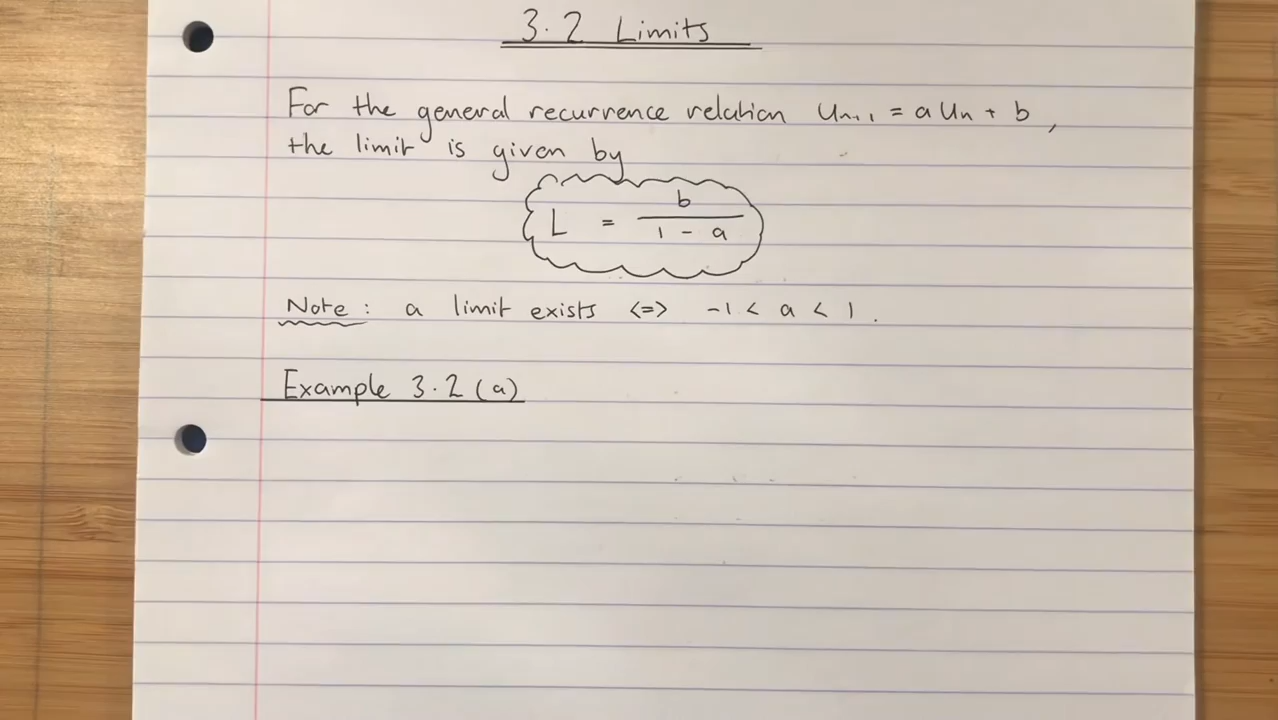 3.2 Limits
For the general recurrence relation Uₙ₊₁ = a Uₙ + b,
the limit is given by
L = b / (1 - a)
Note: a limit exists <=> -1 < a < 1.
Example 3.2 (a)